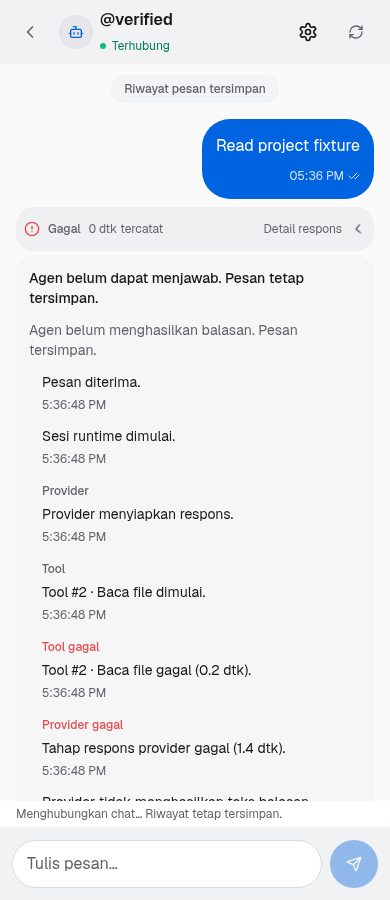 @verified
Terhubung
Riwayat pesan tersimpan
Read project fixture
05:36 PM
Gagal 0 dtk tercatat Detail respons
Agen belum dapat menjawab. Pesan tetap
tersimpan.
Agen belum menghasilkan balasan. Pesan
tersimpan.
Pesan diterima.
5:36:48 PM
Sesi runtime dimulai.
5:36:48 PM
Provider
Provider menyiapkan respons.
5:36:48 PM
Tool
Tool #2 · Baca file dimulai.
5:36:48 PM
Tool gagal
Tool #2 · Baca file gagal (0.2 dtk).
5:36:48 PM
Provider gagal
Tahap respons provider gagal (1.4 dtk).
5:36:48 PM
Provider tidak menghasilkan teks balasan
Menghubungkan chat... Riwayat tetap tersimpan.
Tulis pesan...